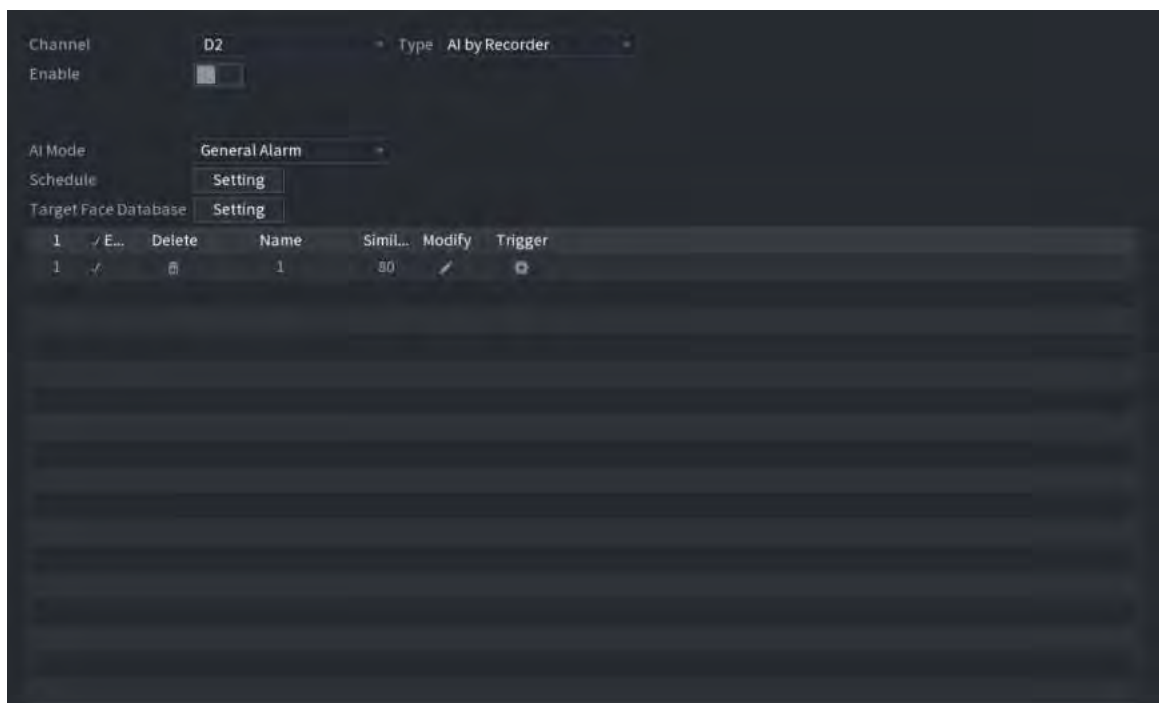 Channel D2 Type AI by Recorder
Enable
AI Mode General Alarm
Schedule Setting
Target Face Database Setting
1 E... Delete Name Simil... Modify Trigger
1 1 80